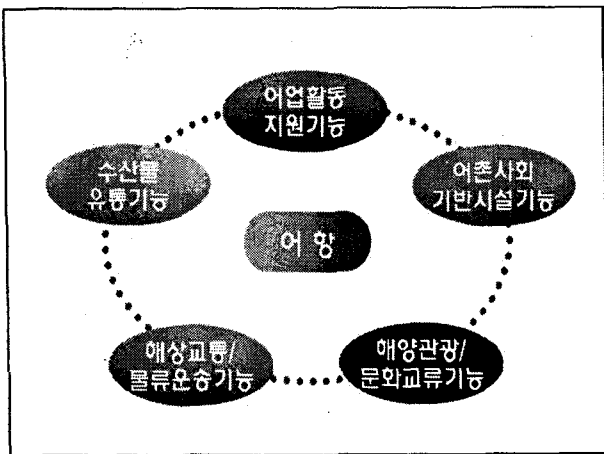 어업활동
지원기능
수산물
유통기능
어촌사회
기반시설기능
어 항
해상교통/
물류운송기능
해양관광/
문화교류기능